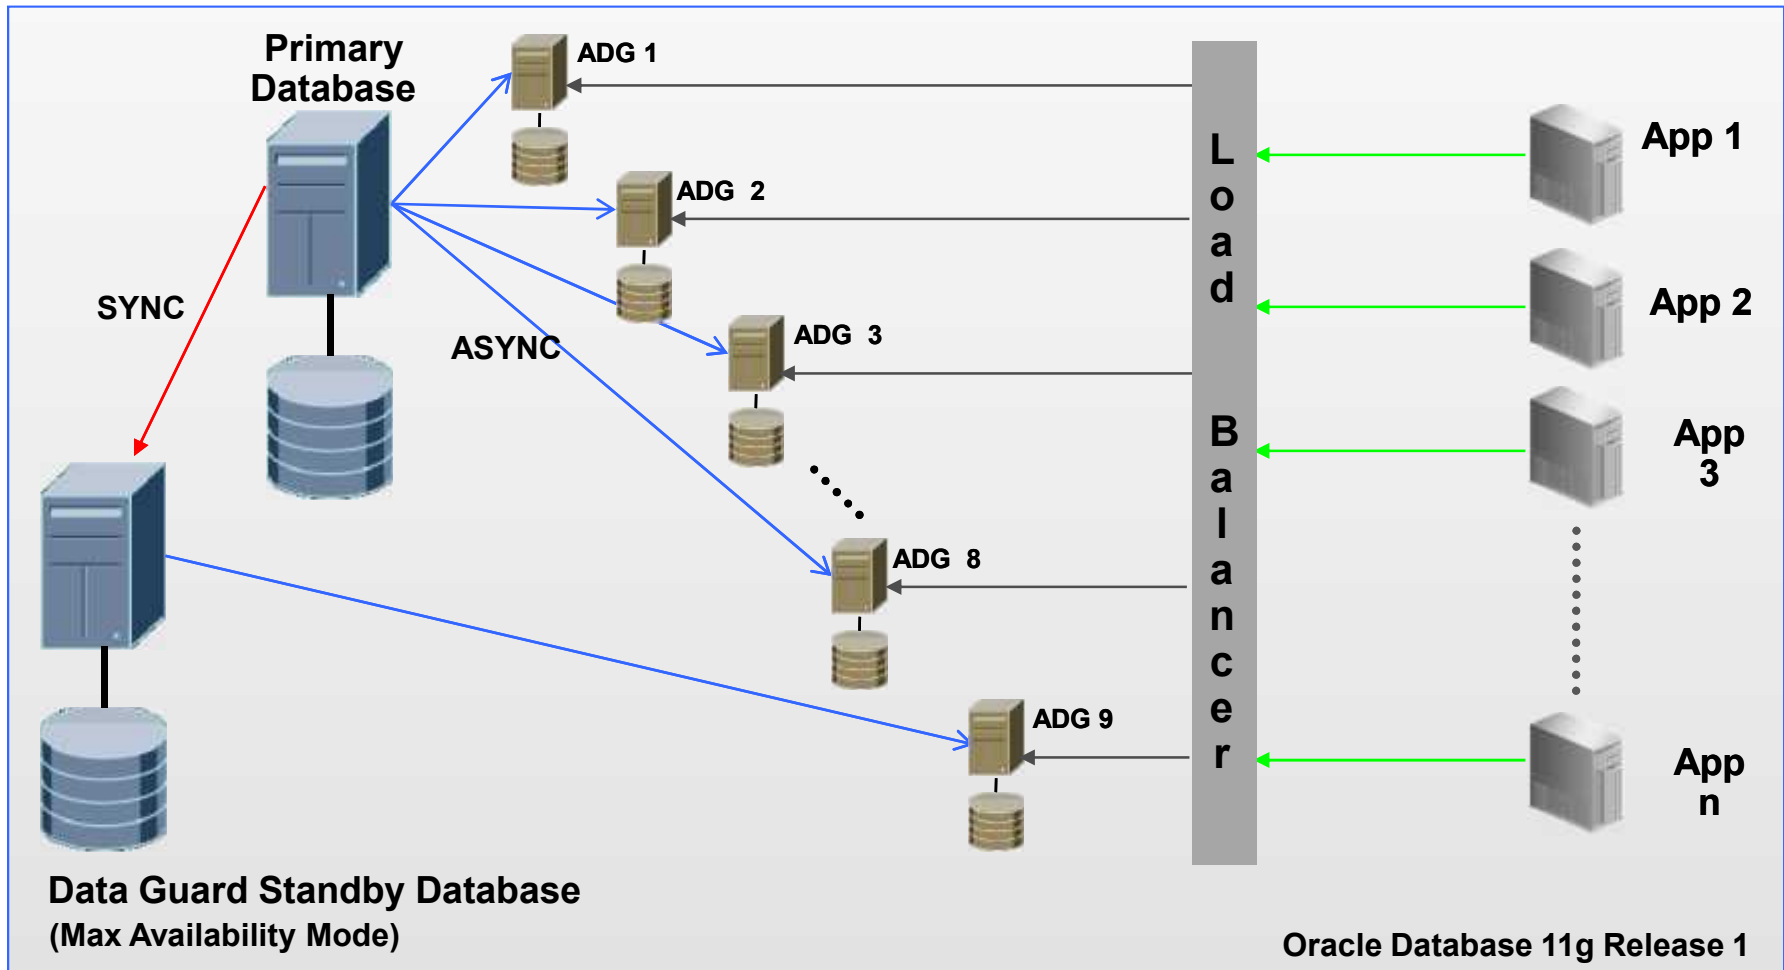 Primary
Database
ADG 1
ADG 2
ADG 3
ADG 8
ADG 9
SYNC
ASYNC
Load Balancer
App 1
App 2
App
3
App
n
Data Guard Standby Database
(Max Availability Mode)
Oracle Database 11g Release 1